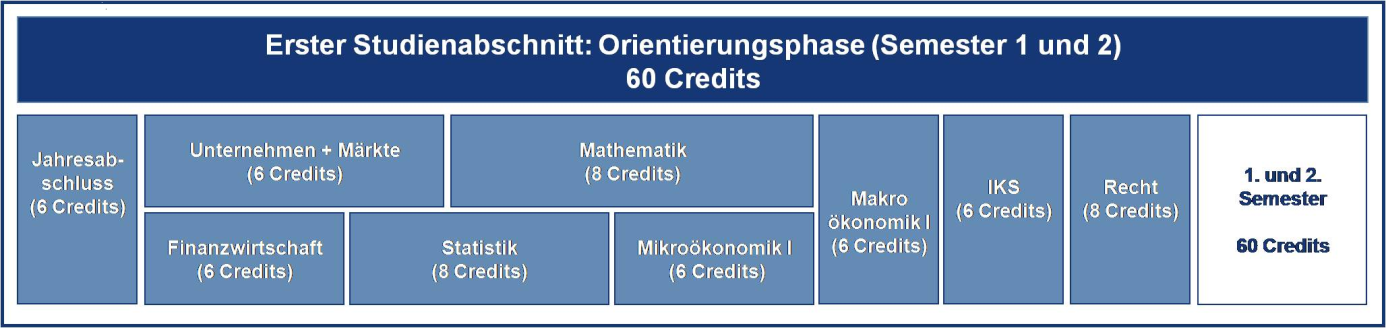 Erster Studienabschnitt: Orientierungsphase (Semester 1 und 2)
60 Credits
Jahresab-
schluss
(6 Credits)
Unternehmen + Märkte
(6 Credits)
Mathematik
(8 Credits)
Finanzwirtschaft
(6 Credits)
Statistik
(8 Credits)
Mikroökonomik I
(6 Credits)
Makro
ökonomik I
(6 Credits)
IKS
(6 Credits)
Recht
(8 Credits)
1. und 2.
Semester
60 Credits